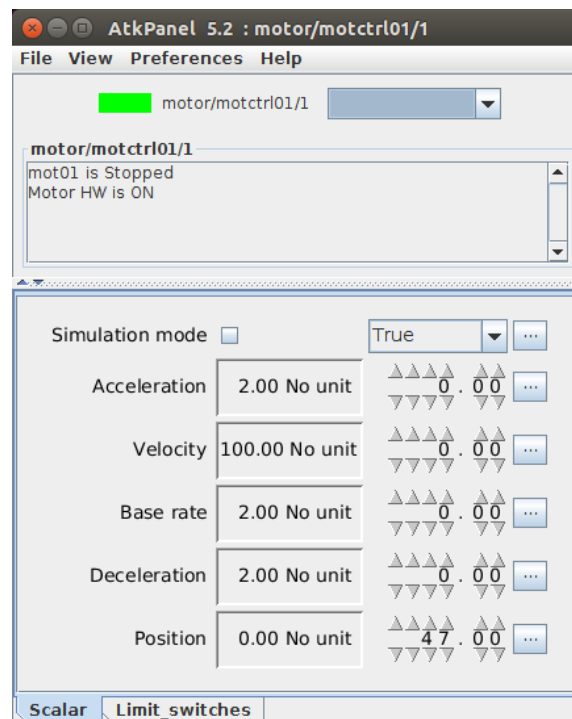 AtkPanel 5.2 : motor/motctrl01/1
File View Preferences Help
motor/motctrl01/1
motor/motctrl01/1
mot01 is Stopped
Motor HW is ON
Simulation mode True ...
Acceleration 2.00 No unit 0.00 ...
Velocity 100.00 No unit 0.00 ...
Base rate 2.00 No unit 0.00 ...
Deceleration 2.00 No unit 0.00 ...
Position 0.00 No unit 47.00 ...
Scalar Limit_switches